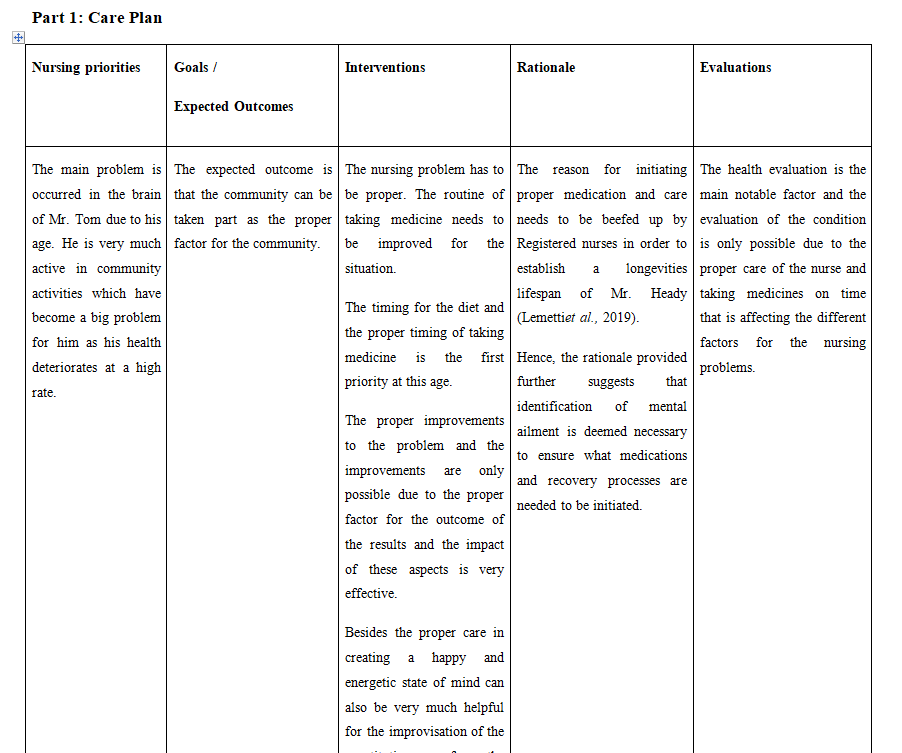 Part 1: Care Plan
Nursing priorities
Goals /
Expected Outcomes
Interventions
Rationale
Evaluations
The main problem is
occurred in the brain
of Mr. Tom due to his
age. He is very much
active in community
activities which have
become a big problem
for him as his health
deteriorates at a high
rate.
The expected outcome is
that the community can be
taken part as the proper
factor for the community.
The nursing problem has to
be proper. The routine of
taking medicine needs to
be improved for the
situation.
The timing for the diet and
the proper timing of taking
medicine is the first
priority at this age.
The proper improvements
to the problem and the
improvements are only
possible due to the proper
factor for the outcome of
the results and the impact
of these aspects is very
effective.
Besides the proper care in
creating a happy and
energetic state of mind can
also be very much helpful
for the improvisation of the
The reason for initiating
proper medication and care
needs to be beefed up by
Registered nurses in order to
establish a longevities
lifespan of Mr. Heady
(Lemettiet al., 2019).
Hence, the rationale provided
further suggests that
identification of mental
ailment is deemed necessary
to ensure what medications
and recovery processes are
needed to be initiated.
The health evaluation is the
main notable factor and the
evaluation of the condition
is only possible due to the
proper care of the nurse and
taking medicines on time
that is affecting the different
factors for the nursing
problems.